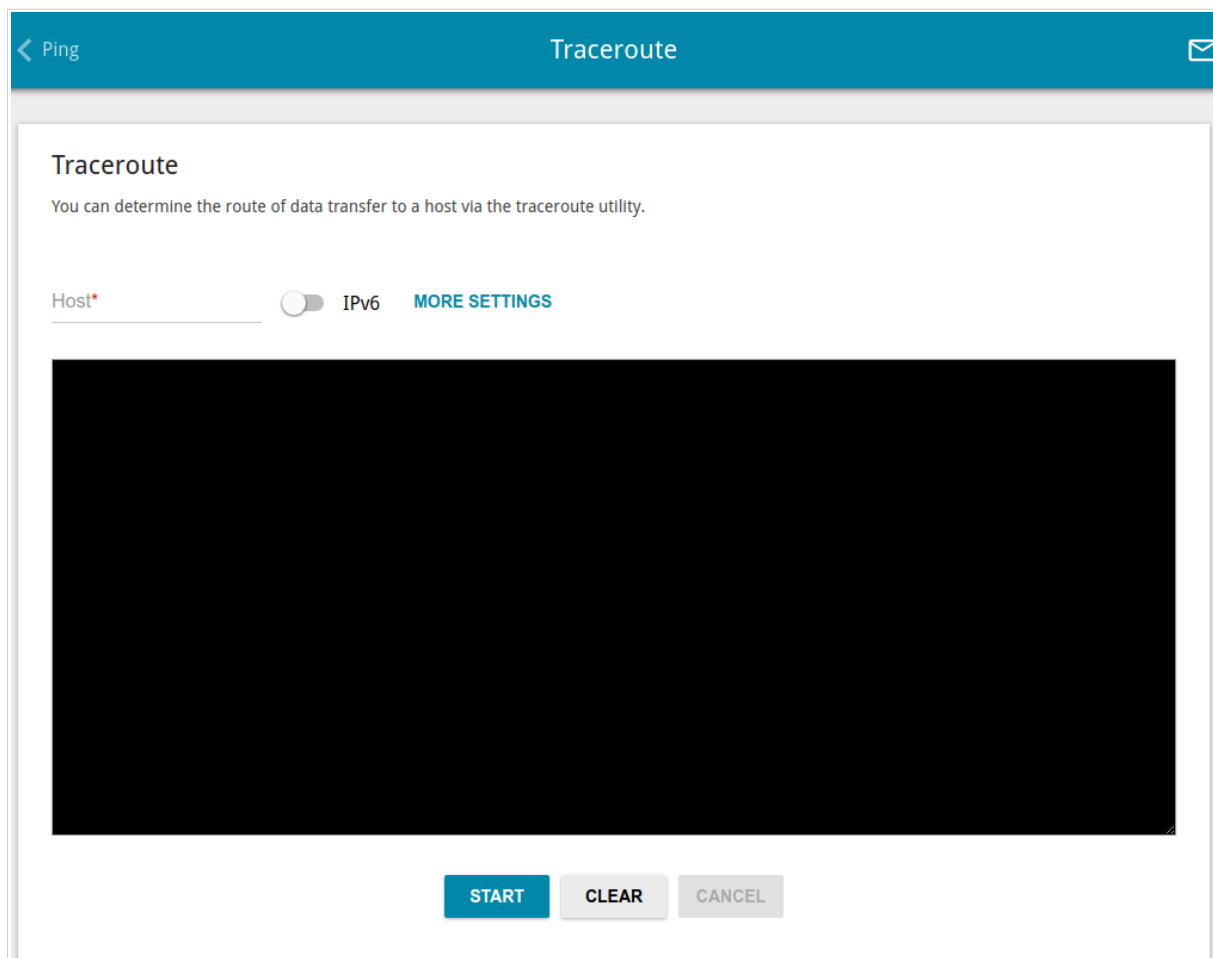 Ping
Traceroute
Traceroute
You can determine the route of data transfer to a host via the traceroute utility.
Host* IPv6 MORE SETTINGS
START CLEAR CANCEL